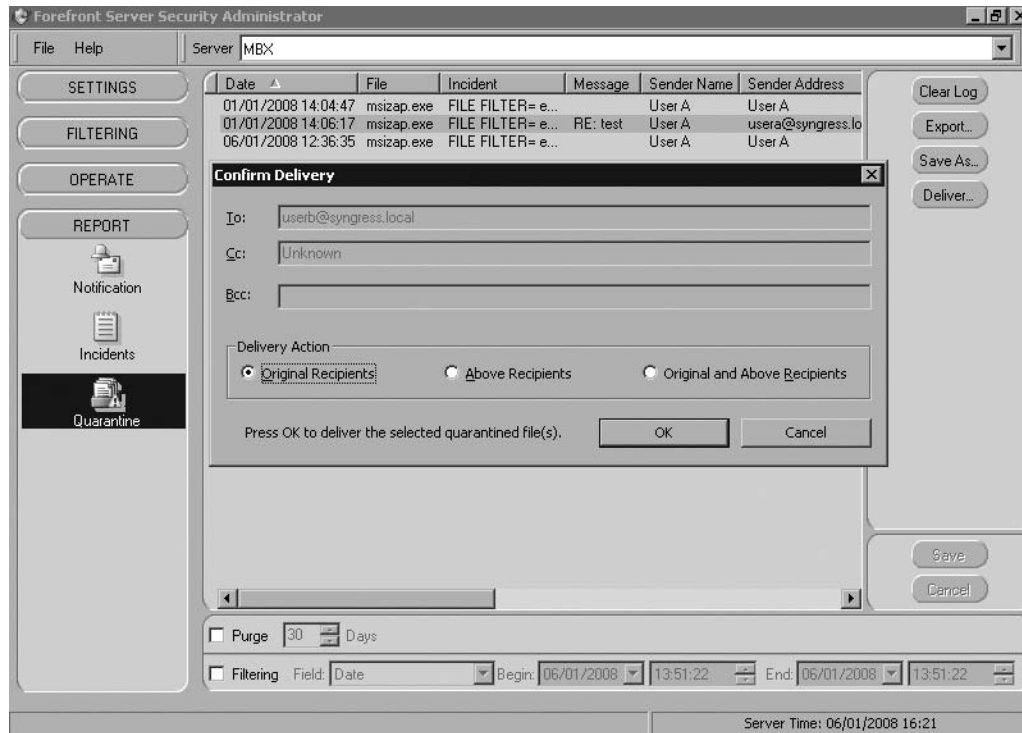 Forefront Server Security Administrator
File Help Server MBX
SETTINGS
FILTERING
OPERATE
REPORT
Notification
Incidents
Quarantine
Date File Incident Message Sender Name Sender Address
01/01/2008 14:04:47 msizap.exe FILE FILTER= e... User A User A
01/01/2008 14:06:17 msizap.exe FILE FILTER= e... RE: test User A usera@syngress.lo
06/01/2008 12:36:35 msizap.exe FILE FILTER= e... User A User A
Clear Log
Export...
Save As...
Deliver...
Confirm Delivery
To: userb@syngress.local
Cc: Unknown
Bcc:
Delivery Action
Original Recipients Above Recipients Original and Above Recipients
Press OK to deliver the selected quarantined file(s). OK Cancel
Save
Cancel
Purge 30 Days
Filtering Field: Date Begin: 06/01/2008 13:51:22 End: 06/01/2008 13:51:22
Server Time: 06/01/2008 16:21